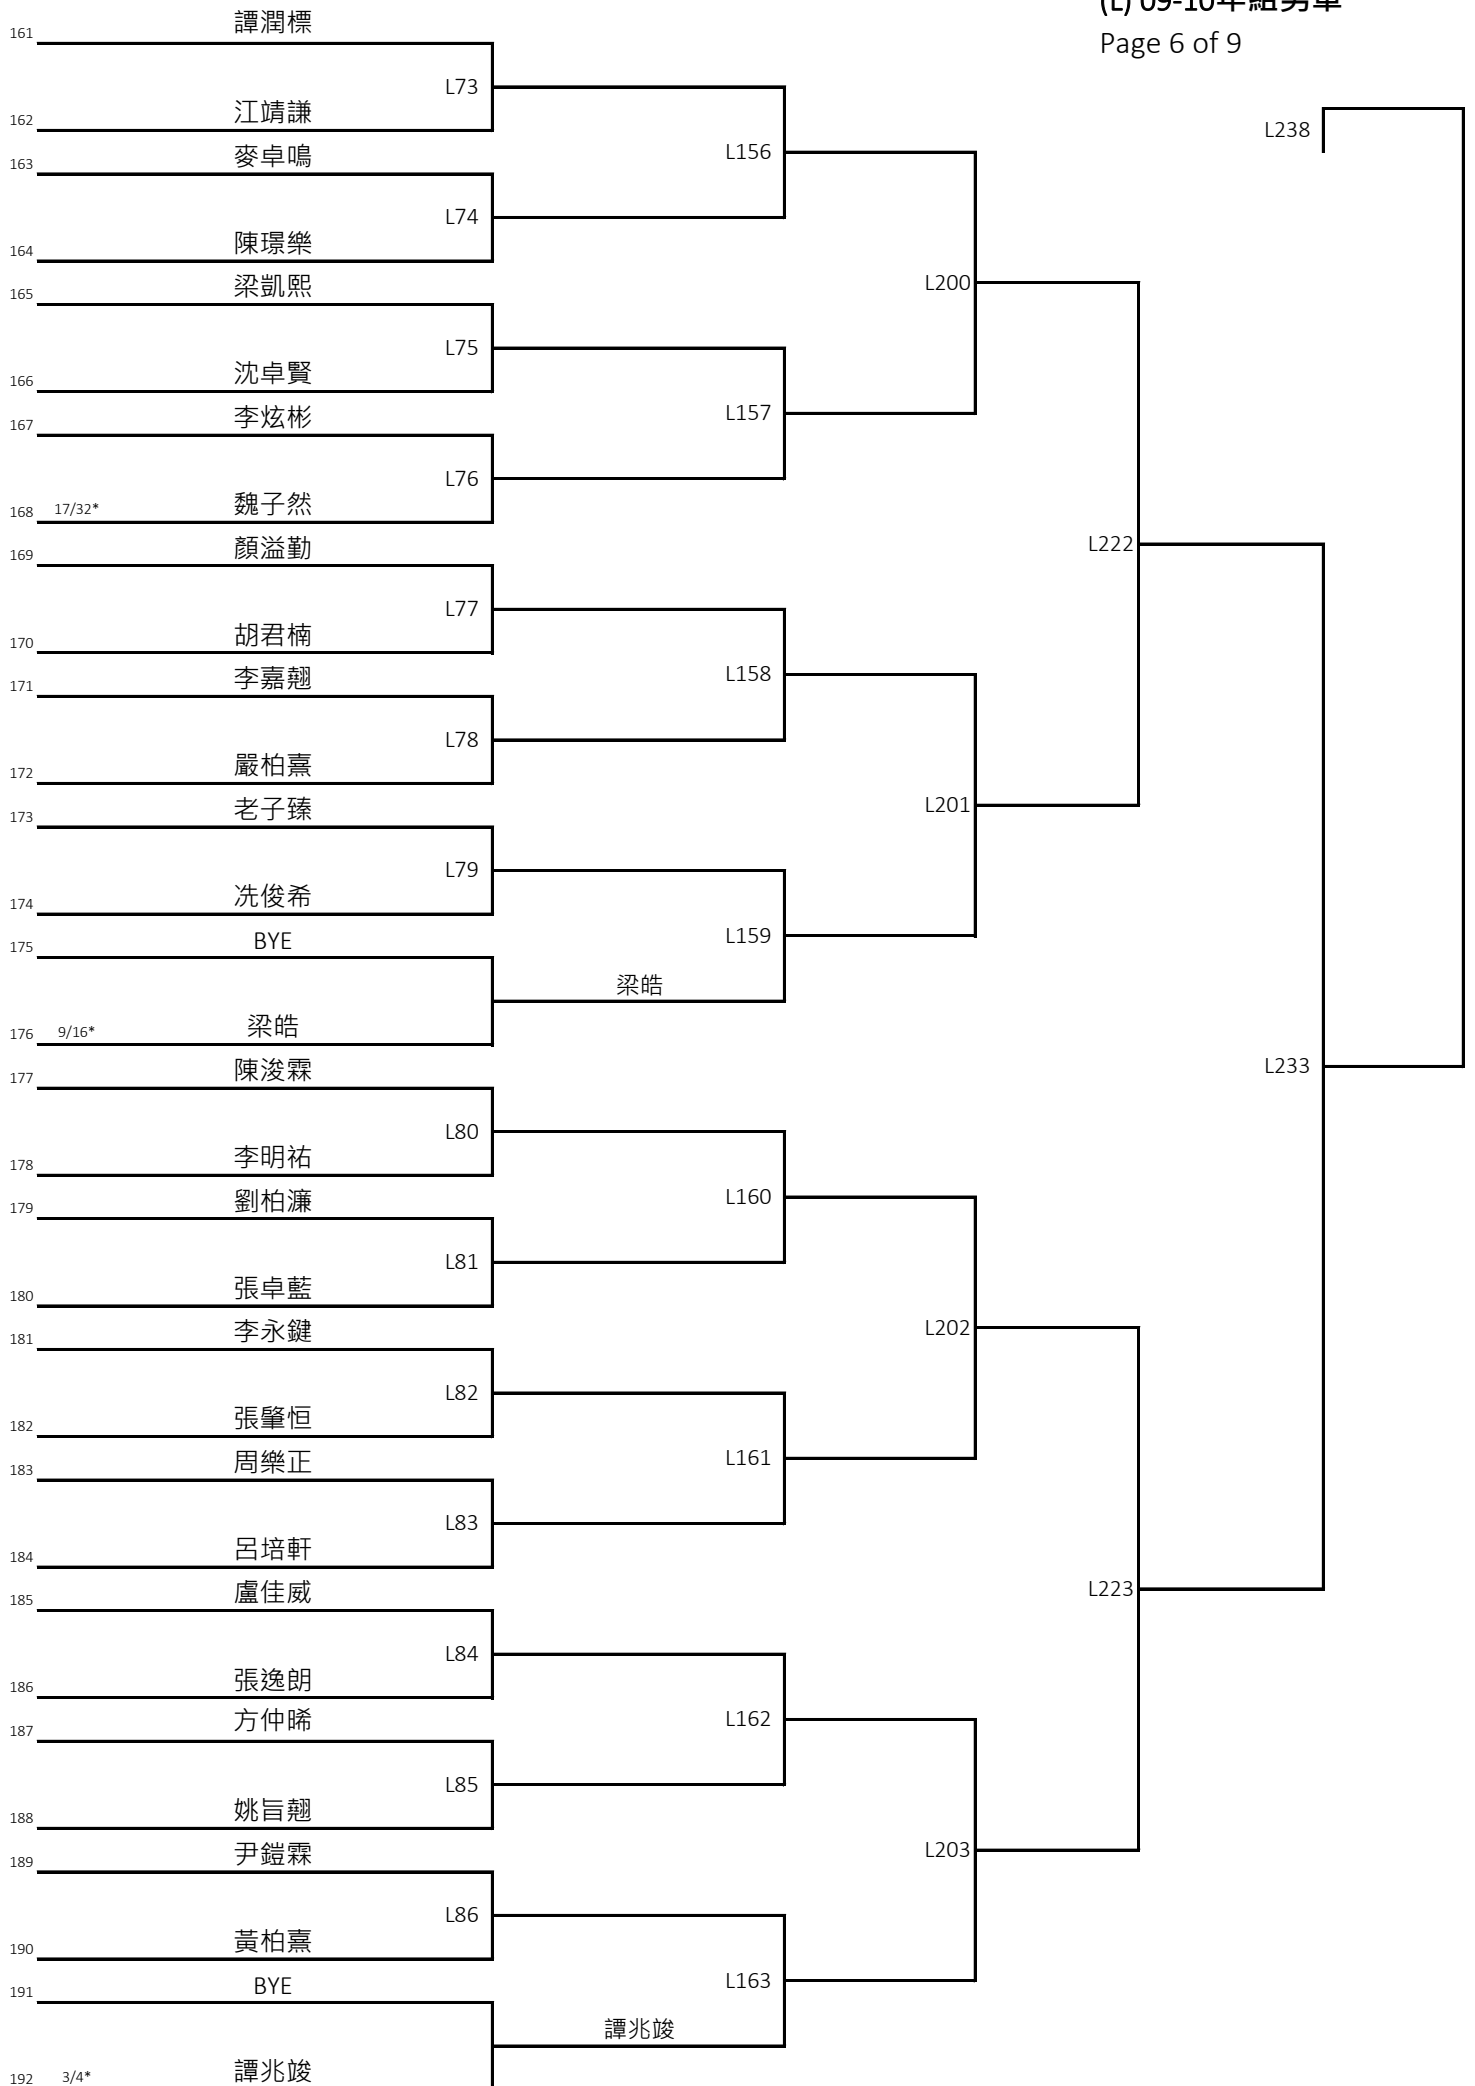 (L) 09-10年組男單
Page 6 of 9
161 譚潤標
L73
162 江靖謙
L238
163 麥卓鳴
L156
L74
164 陳璟樂
165 梁凱熙
L200
L75
166 沈卓賢
167 李炫彬
L157
L76
168 17/32* 魏子然
169 顏溢勤
L222
L77
170 胡君楠
171 李嘉翹
L158
L78
172 嚴柏熹
173 老子臻
L201
L79
174 冼俊希
175 BYE
L159
梁皓
176 9/16* 梁皓
177 陳浚霖
L233
L80
178 李明祐
179 劉柏濂
L160
L81
180 張卓藍
181 李永鍵
L202
L82
182 張肇恒
183 周樂正
L161
L83
184 呂培軒
185 盧佳威
L223
L84
186 張逸朗
187 方仲晞
L162
L85
188 姚旨翹
189 尹鎧霖
L203
L86
190 黃柏熹
191 BYE
L163
譚兆竣
192 3/4* 譚兆竣